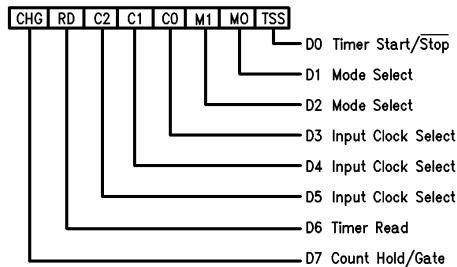 CHG RD C2 C1 C0 M1 M0 TSS
D0 Timer Start/Stop
D1 Mode Select
D2 Mode Select
D3 Input Clock Select
D4 Input Clock Select
D5 Input Clock Select
D6 Timer Read
D7 Count Hold/Gate